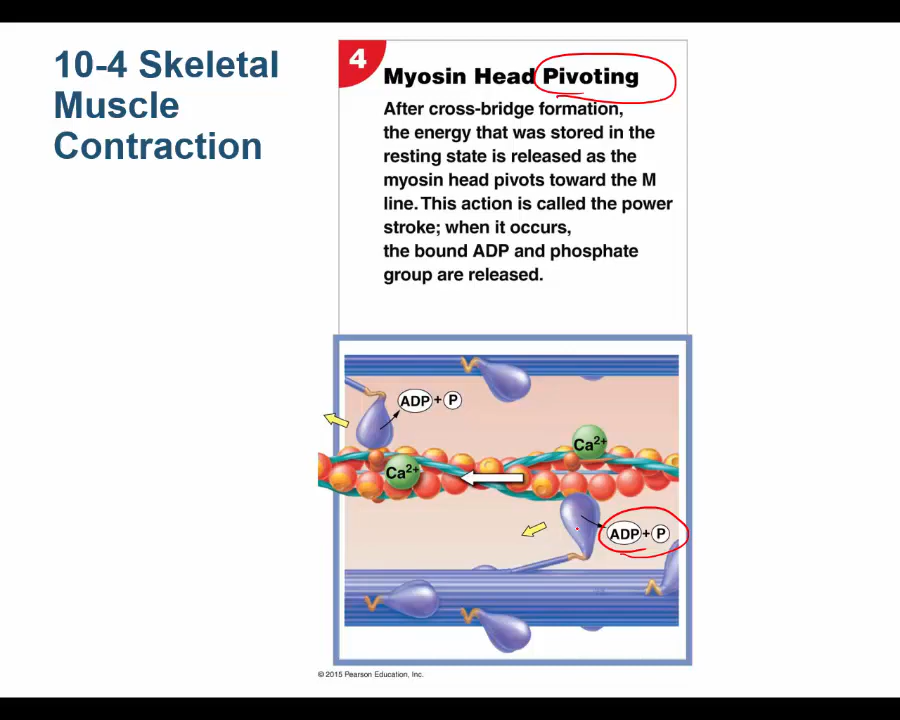 10-4 Skeletal
Muscle
Contraction
4
Myosin Head Pivoting
After cross-bridge formation,
the energy that was stored in the
resting state is released as the
myosin head pivots toward the M
line. This action is called the power
stroke; when it occurs,
the bound ADP and phosphate
group are released.
ADP + P
Ca2+
Ca2+
ADP + P
© 2015 Pearson Education, Inc.